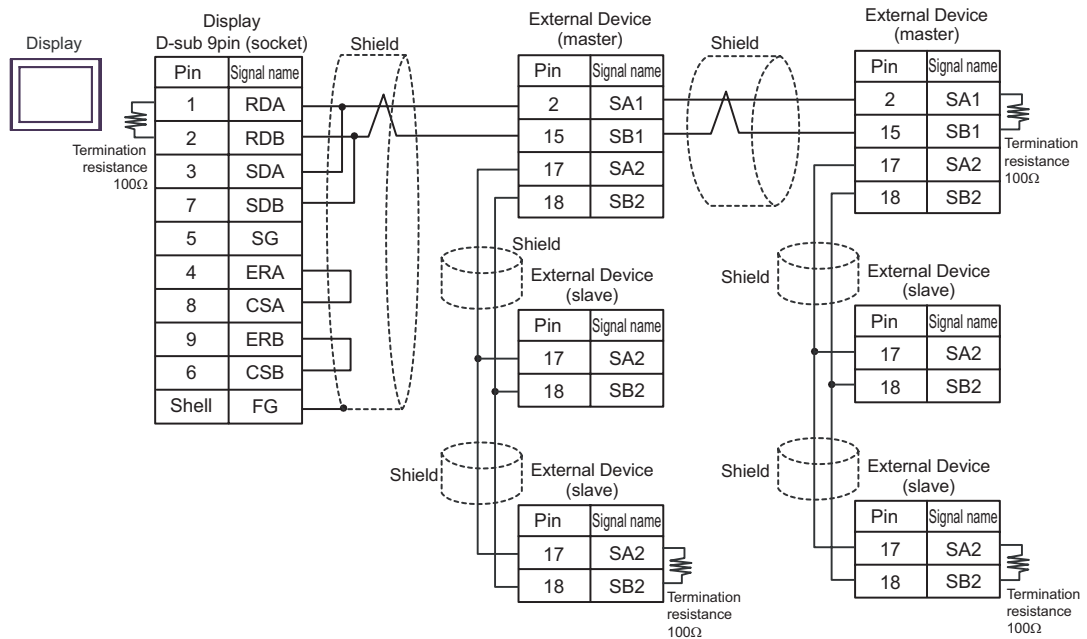 Display
Display
D-sub 9pin (socket)
Pin Signal name
1 RDA
2 RDB
3 SDA
7 SDB
5 SG
4 ERA
8 CSA
9 ERB
6 CSB
Shell FG
Termination
resistance
100Ω
Shield
External Device
(master)
Pin Signal name
2 SA1
15 SB1
17 SA2
18 SB2
Shield
External Device
(master)
Pin Signal name
2 SA1
15 SB1
17 SA2
18 SB2
Termination
resistance
100Ω
Shield
External Device
(slave)
Pin Signal name
17 SA2
18 SB2
Shield
External Device
(slave)
Pin Signal name
17 SA2
18 SB2
Shield
External Device
(slave)
Pin Signal name
17 SA2
18 SB2
Termination
resistance
100Ω
Shield
External Device
(slave)
Pin Signal name
17 SA2
18 SB2
Termination
resistance
100Ω